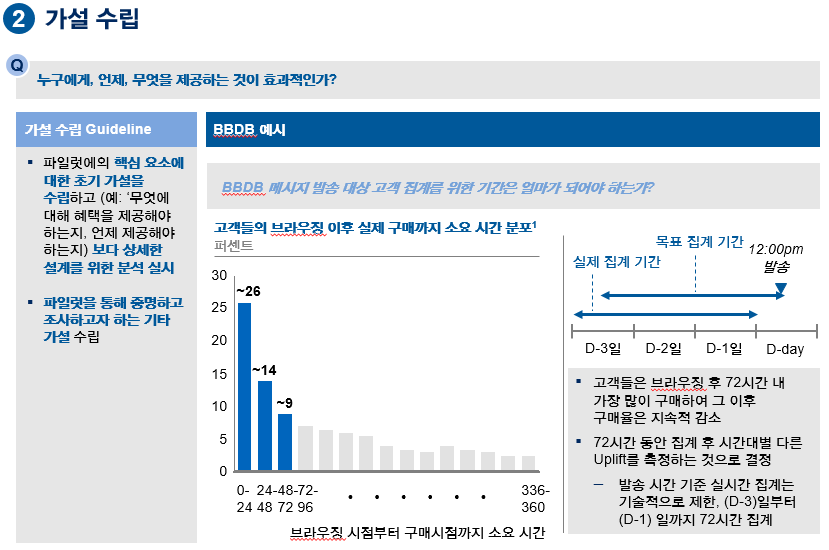 2 가설 수립
Q
누구에게, 언제, 무엇을 제공하는 것이 효과적인가?
가설 수립 Guideline
▪ 파일럿에의 핵심 요소에
대한 초기 가설을
수립하고 (예: ‘무엇에
대해 혜택을 제공해야
하는지, 언제 제공해야
하는지) 보다 상세한
설계를 위한 분석 실시
▪ 파일럿을 통해 증명하고
조사하고자 하는 기타
가설 수립
BBDB 예시
BBDB 메시지 발송 대상 고객 집계를 위한 기간은 얼마가 되어야 하는가?
고객들의 브라우징 이후 실제 구매까지 소요 시간 분포1
퍼센트
30
25
20
15
10
5
0
~26
~14
~9
0-
24
24-
48
48-
72
72-
96
336-
360
브라우징 시점부터 구매시점까지 소요 시간
목표 집계 기간
12:00pm
발송
실제 집계 기간
D-3일
D-2일
D-1일
D-day
▪ 고객들은 브라우징 후 72시간 내
가장 많이 구매하여 그 이후
구매율은 지속적 감소
▪ 72시간 동안 집계 후 시간대별 다른
Uplift를 측정하는 것으로 결정
– 발송 시간 기준 실시간 집계는
기술적으로 제한, (D-3)일부터
(D-1) 일까지 72시간 집계